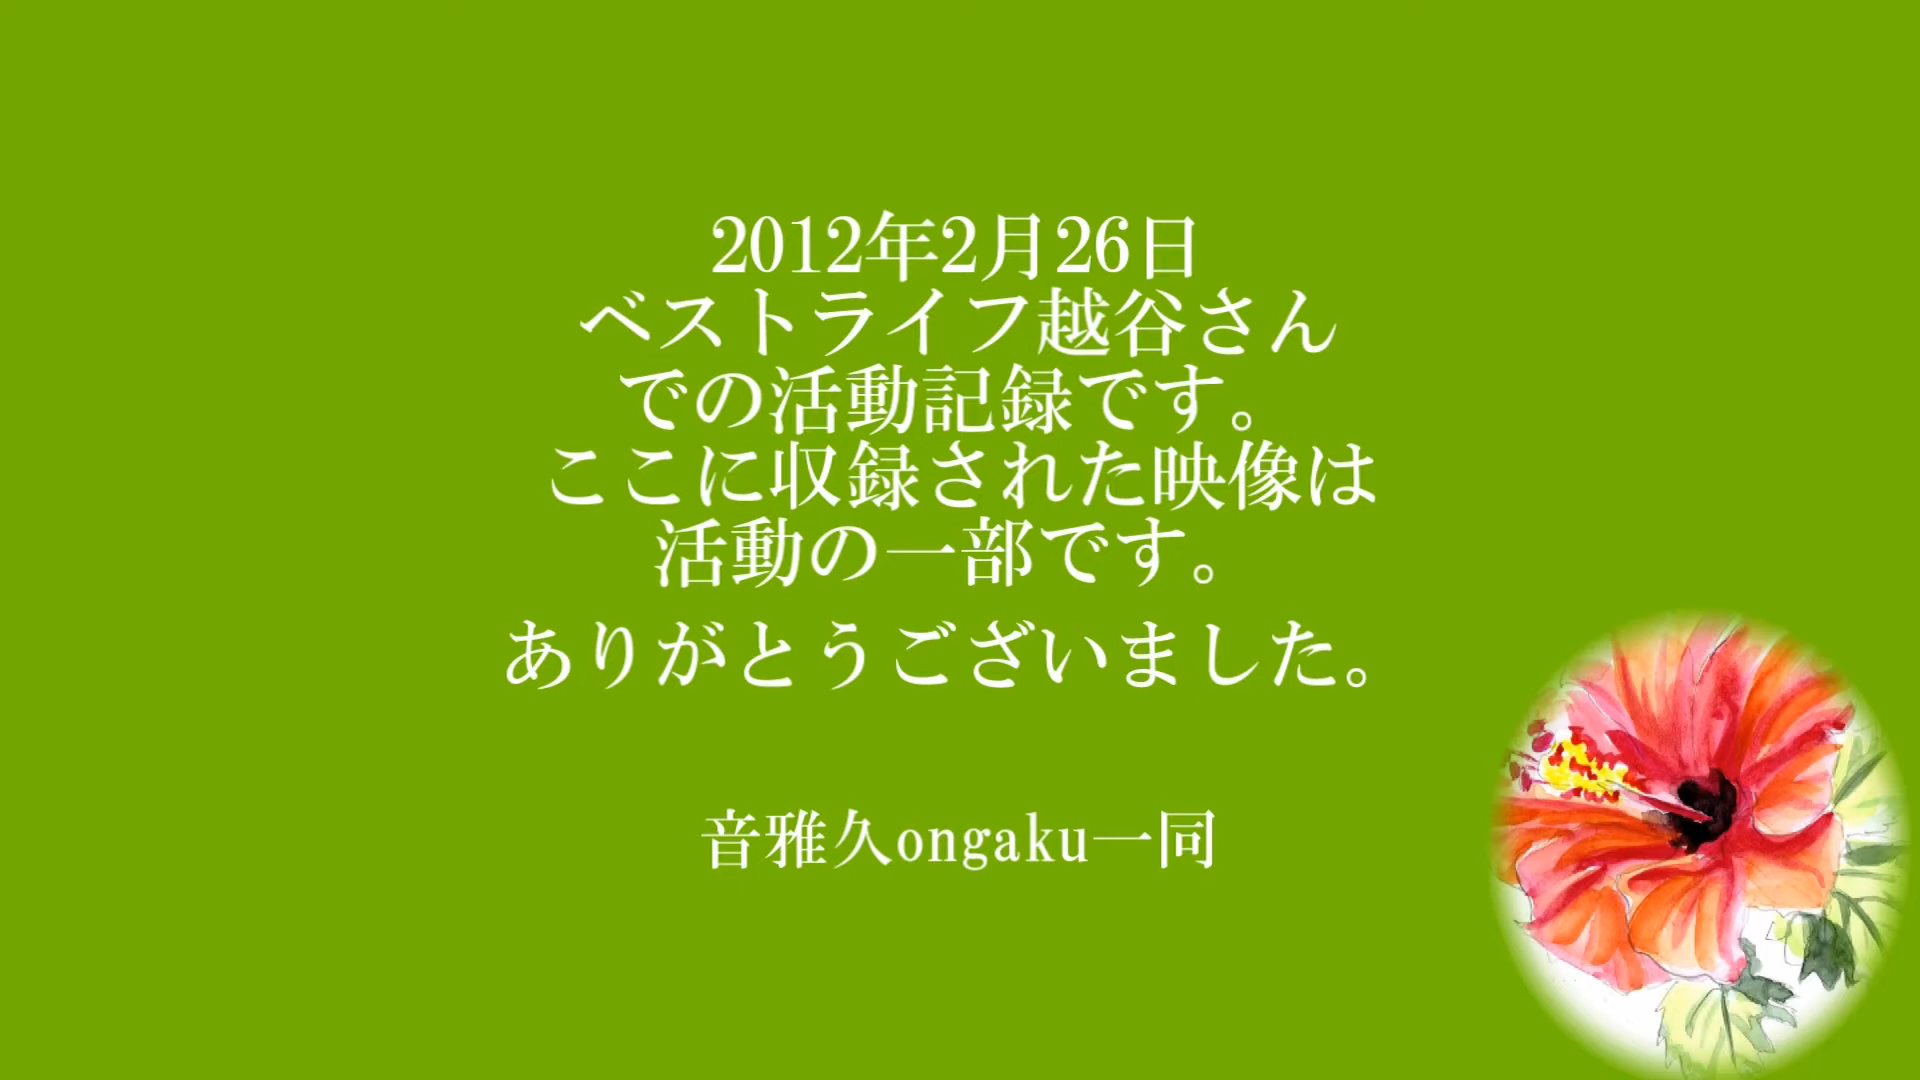 2012年2月26日
ベストライフ越谷さん
での活動記録です。
ここに収録された映像は
活動の一部です。
ありがとうございました。
音雅久ongaku一同